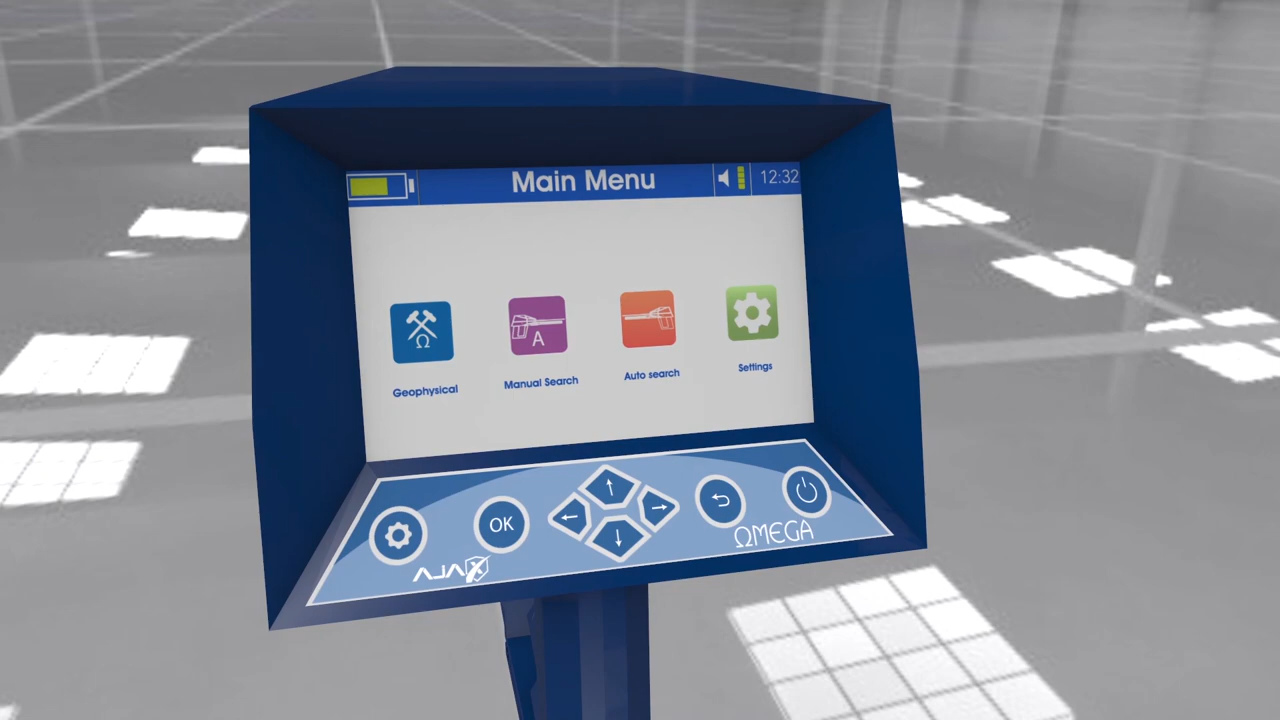 Main Menu
12:32
Ω
A
Geophysical
Manual Search
Auto search
Settings
OK
ΩMEGA
AJAX